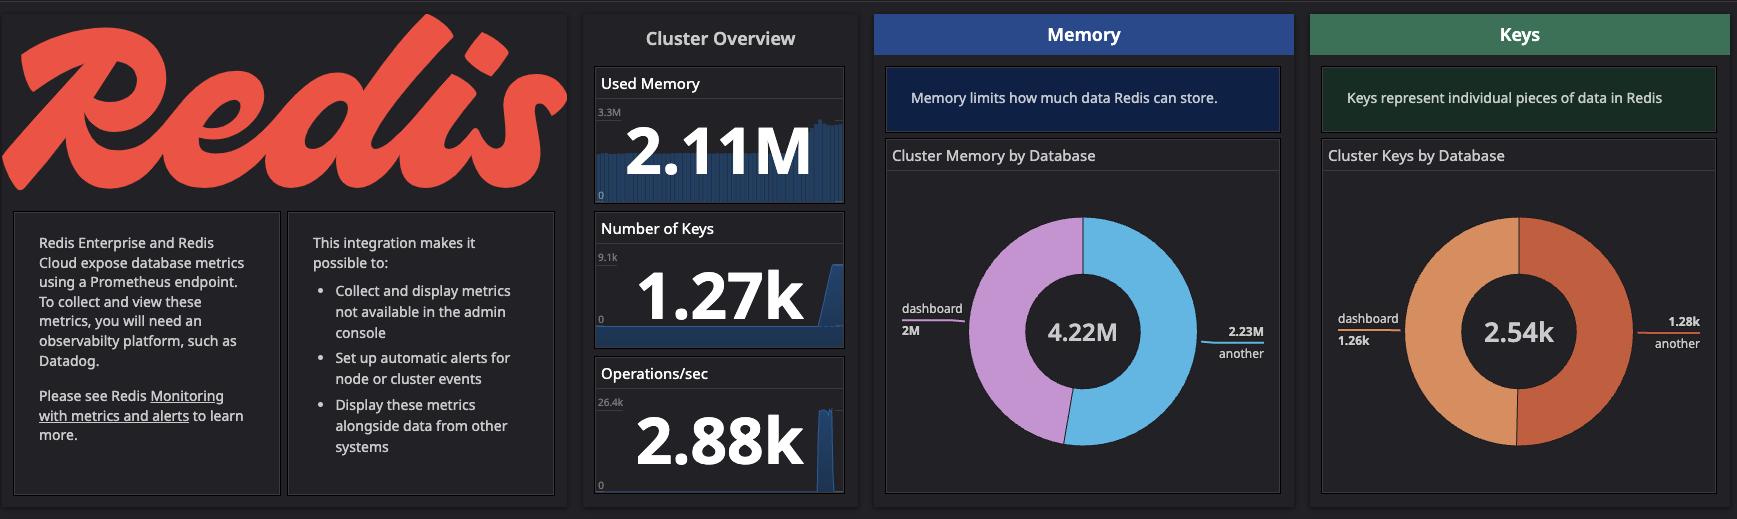 Redis
Redis Enterprise and Redis
Cloud expose database metrics
using a Prometheus endpoint.
To collect and view these
metrics, you will need an
observabilty platform, such as
Datadog.
Please see Redis Monitoring
with metrics and alerts to learn
more.
This integration makes it
possible to:
• Collect and display metrics
not available in the admin
console
• Set up automatic alerts for
node or cluster events
• Display these metrics
alongside data from other
systems
Cluster Overview
Used Memory
3.3M
2.11M
0
Number of Keys
9.1k
1.27k
0
Operations/sec
26.4k
2.88k
0
Memory
Memory limits how much data Redis can store.
Cluster Memory by Database
dashboard
2M
4.22M
2.23M
another
Keys
Keys represent individual pieces of data in Redis
Cluster Keys by Database
dashboard
1.26k
2.54k
1.28k
another